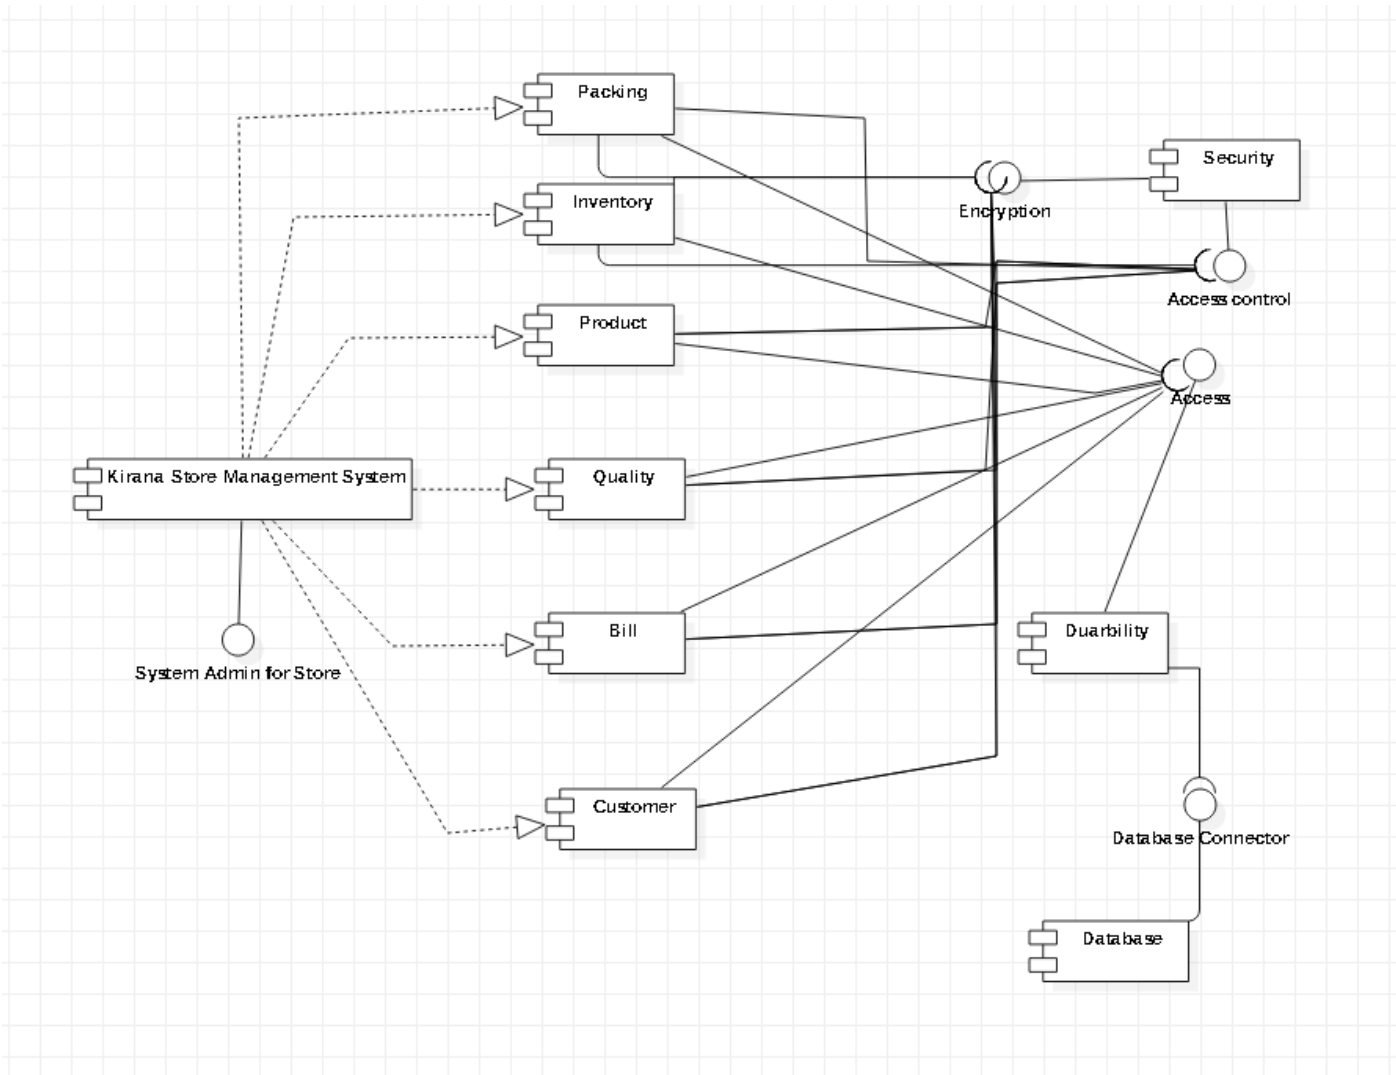 Packing
Security
Inventory
Encryption
Access control
Product
Access
Kirana Store Management System
Quality
Bill
Duarbility
System Admin for Store
Customer
Database Connector
Database